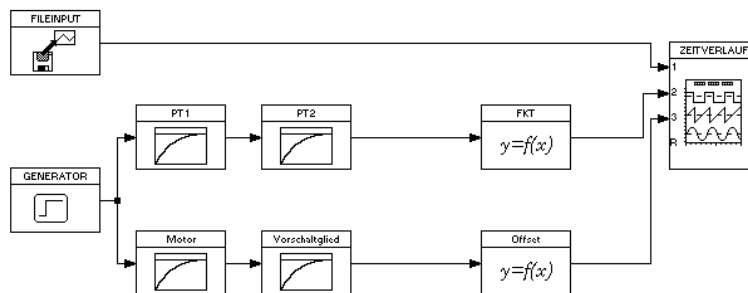 FILEINPUT
ZEITVERLAUF
1
PT1
PT2
FKT
2
y=f(x)
3
R
GENERATOR
Motor
Vorschaltglied
Offset
y=f(x)